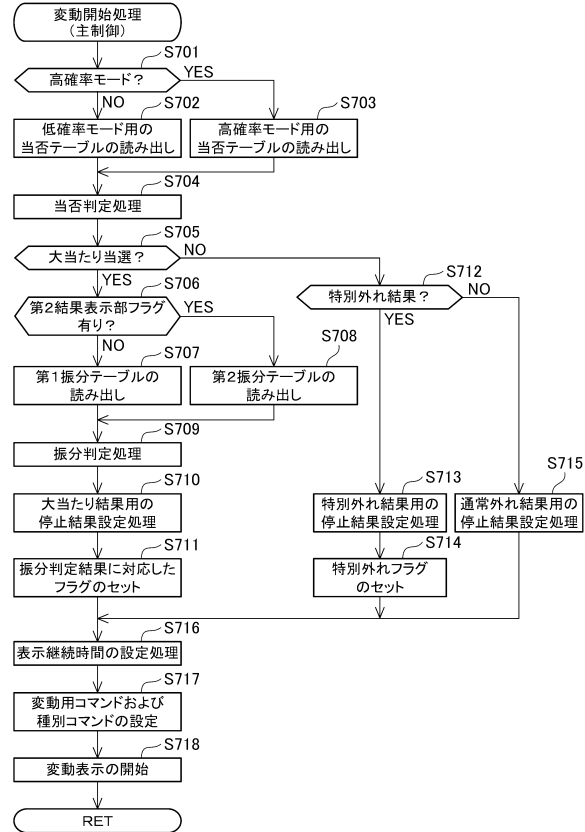 変動開始処理
(主制御)
S701
高確率モード?
YES
NO
S702
低確率モード用の
当否テーブルの読み出し
S703
高確率モード用の
当否テーブルの読み出し
S704
当否判定処理
S705
大当たり当選?
NO
YES
S706
第2結果表示部フラグ
有り?
YES
NO
S712
特別外れ結果?
NO
YES
S707
第1振分テーブルの
読み出し
S708
第2振分テーブルの
読み出し
S709
振分判定処理
S710
大当たり結果用の
停止結果設定処理
S713
特別外れ結果用の
停止結果設定処理
S715
通常外れ結果用の
停止結果設定処理
S711
振分判定結果に対応した
フラグのセット
S714
特別外れフラグ
のセット
S716
表示継続時間の設定処理
S717
変動用コマンドおよび
種別コマンドの設定
S718
変動表示の開始
RET